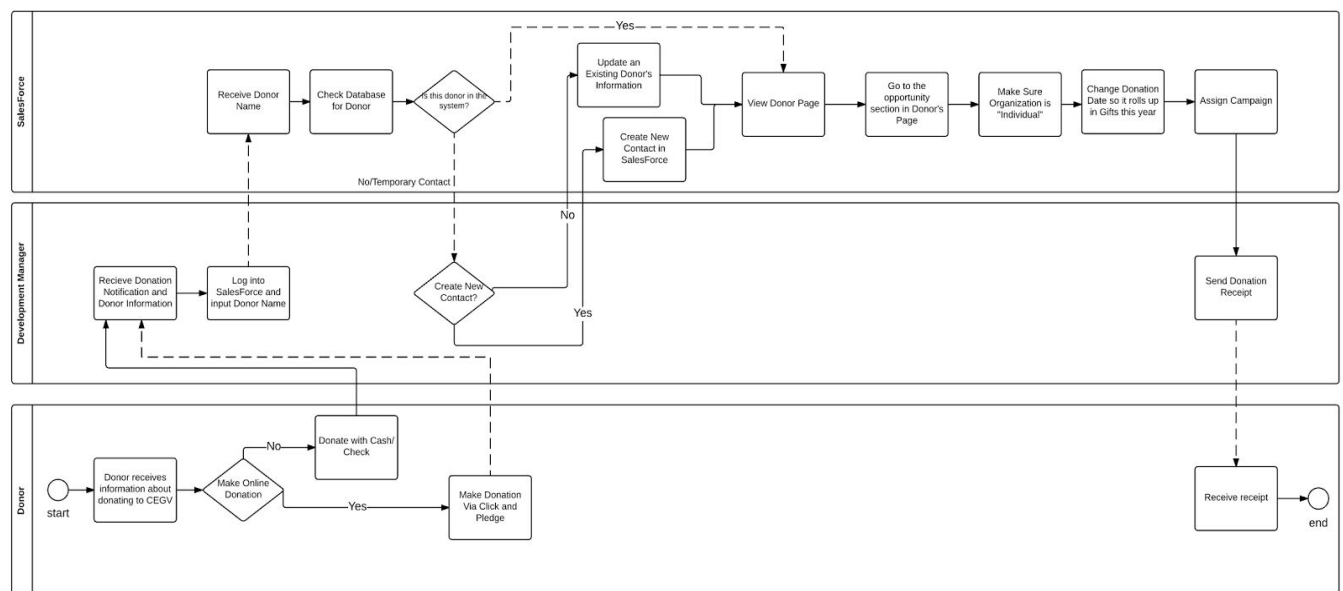 SalesForce
Yes
Receive Donor
Name
Check Database
for Donor
Is this donor in the
system?
Update an
Existing Donor's
Information
Create New
Contact in
SalesForce
View Donor Page
Go to the
opportunity
section in Donor's
Page
Make Sure
Organization is
"Individual"
Change Donation
Date so it rolls up
in Gifts this year
Assign Campaign
No/Temporary Contact
Development Manager
No
Recieve Donation
Notification and
Donor Information
Log into
SalesForce and
input Donor Name
Create New
Contact?
Yes
Send Donation
Receipt
Donor
start
Donor receives
information about
donating to CEGV
Make Online
Donation
No
Donate with Cash/
Check
Yes
Make Donation
Via Click and
Pledge
Receive receipt
end